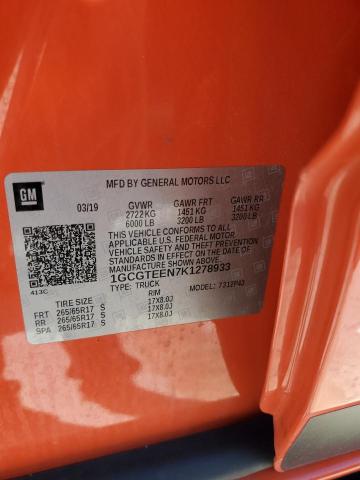 GM
MFD BY GENERAL MOTORS LLC
03/19 GVWR GAWR FRT GAWR RR
2722KG 1451 KG 1451 KG
6000 LB 3200 LB 3200 LB
THIS VEHICLE CONFORMS TO ALL
APPLICABLE U.S. FEDERAL MOTOR
VEHICLE SAFETY AND THEFT PREVENTION
STANDARDS IN EFFECT ON THE DATE OF
MANUFACTURE SHOWN ABOVE.
1GCGTEEN7K1278933
TYPE: TRUCK MODEL:
413C
TIRE SIZE RIM
FRT 265/65R17 S 17X8.0J
RR 265/65R17 S 17X8.0J
SPA 265/65R17 S 17X8.0J